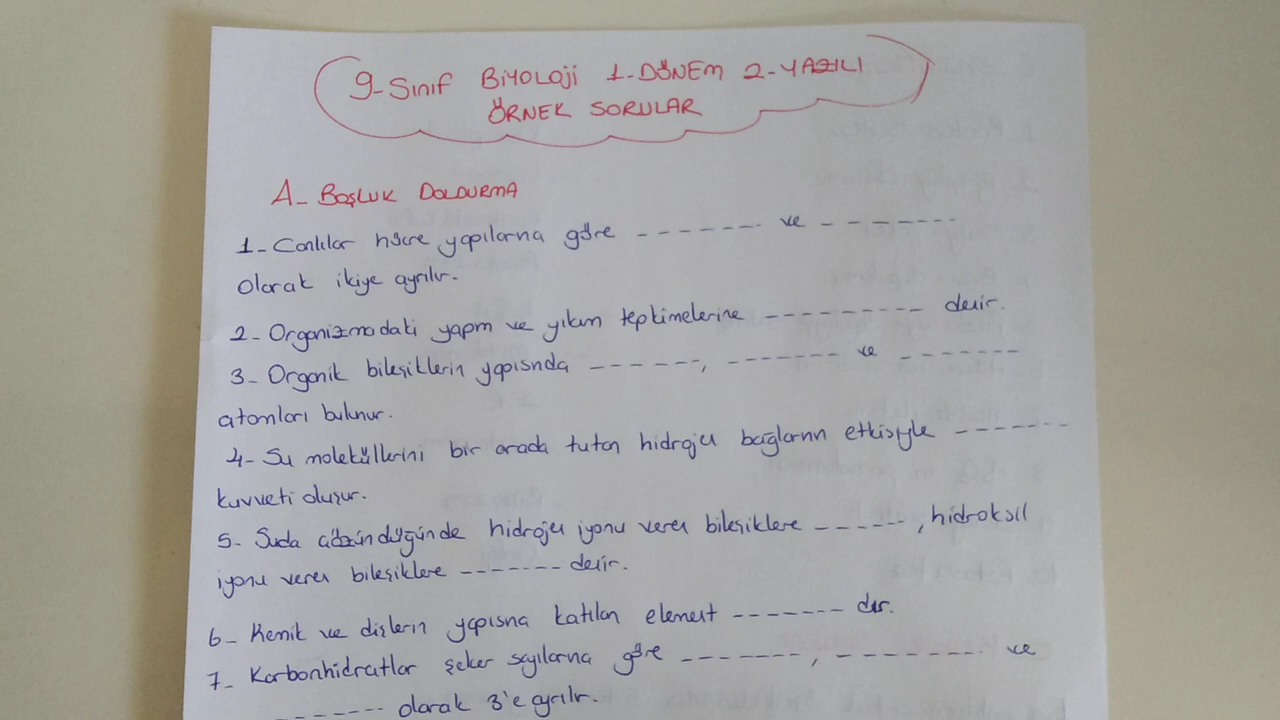 9-Sınıf Biyoloji 1-DÖNEM 2-YAZILI
ÖRNEK SORULAR
A- BOŞLUK DOLDURMA
1- Canlılar hücre yapılarına göre ------- ve --------
olarak ikiye ayrılır.
2- Organizmadaki yapım ve yıkım tepkimelerine --------- denir.
3- Organik bileşiklerin yapısında ------, ------- ve -------
atomları bulunur.
4- Su moleküllerini bir arada tutan hidrojen bağlarının etkisiyle -------
kuvveti oluşur.
5- Suda çözündüğünde hidrojen iyonu veren bileşiklere ------, hidroksil
iyonu veren bileşiklere ------- denir.
6- Kemik ve dişlerin yapısına katılan element ------- dır.
7- Karbonhidratlar şeker sayılarına göre --------, -------- ve
------- olarak 3'e ayrılır.